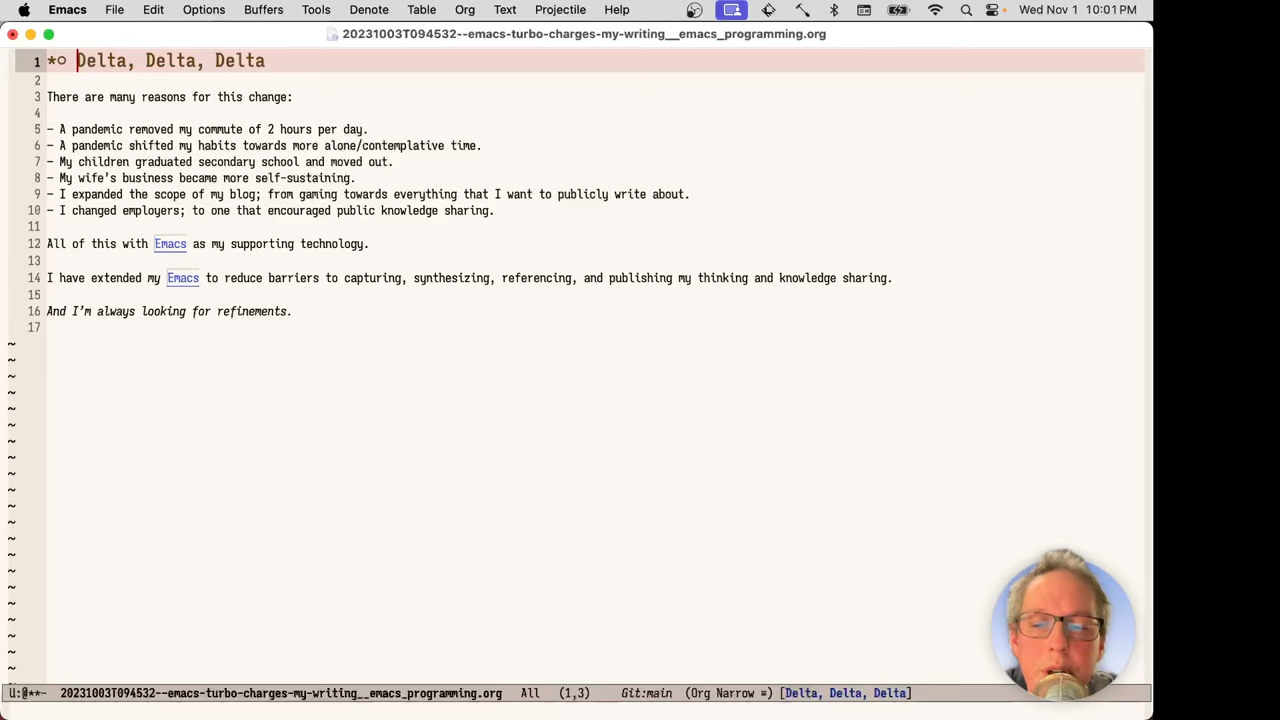 Emacs File Edit Options Buffers Tools Denote Table Org Text Projectile Help Wed Nov 1 10:01 PM
20231003T094532--emacs-turbo-charges-my-writing__emacs_programming.org
1 *○ Delta, Delta, Delta
2
3 There are many reasons for this change:
4
5 - A pandemic removed my commute of 2 hours per day.
6 - A pandemic shifted my habits towards more alone/contemplative time.
7 - My children graduated secondary school and moved out.
8 - My wife's business became more self-sustaining.
9 - I expanded the scope of my blog; from gaming towards everything that I want to publicly write about.
10 - I changed employers; to one that encouraged public knowledge sharing.
11
12 All of this with Emacs as my supporting technology.
13
14 I have extended my Emacs to reduce barriers to capturing, synthesizing, referencing, and publishing my thinking and knowledge sharing.
15
16 And I'm always looking for refinements.
17
U:@**- 20231003T094532--emacs-turbo-charges-my-writing__emacs_programming.org All (1,3) Git:main (Org Narrow ≡) [Delta, Delta, Delta]